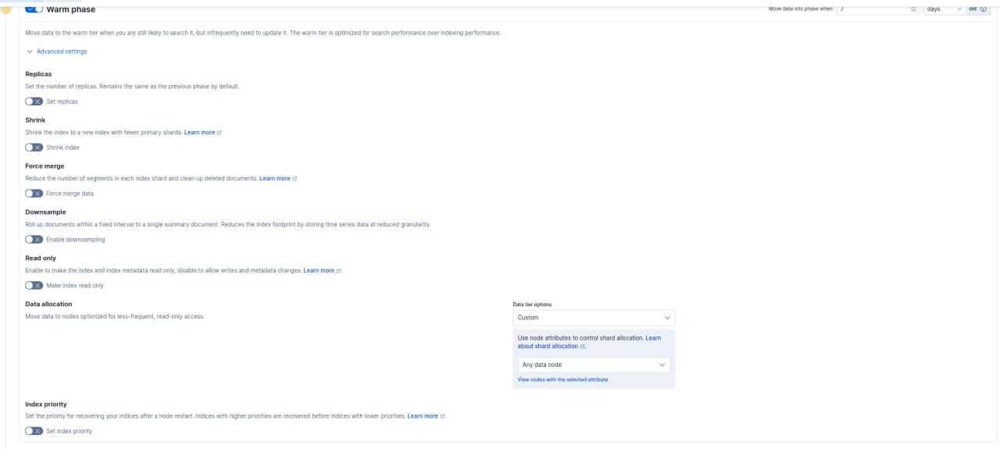 Warm phase
Move data into phase when: 7 days old
Move data to the warm tier when you are still likely to search it, but infrequently need to update it. The warm tier is optimized for search performance over indexing performance.
Advanced settings
Replicas
Set the number of replicas. Remains the same as the previous phase by default.
Set replicas
Shrink
Shrink the index to a new index with fewer primary shards. Learn more
Shrink index
Force merge
Reduce the number of segments in each index shard and clean up deleted documents. Learn more
Force merge data
Downsample
Roll up documents within a fixed interval to a single summary document. Reduces the index footprint by storing time series data at reduced granularity.
Enable downsampling
Read only
Enable to make the index and index metadata read only, disable to allow writes and metadata changes. Learn more
Make index read only
Data allocation
Move data to nodes optimized for less-frequent, read-only access.
Data tier options
Custom
Use node attributes to control shard allocation. Learn
about shard allocation.
Any data node
View nodes with the selected attribute
Index priority
Set the priority for recovering your indices after a node restart. Indices with higher priorities are recovered before indices with lower priorities. Learn more
Set index priority